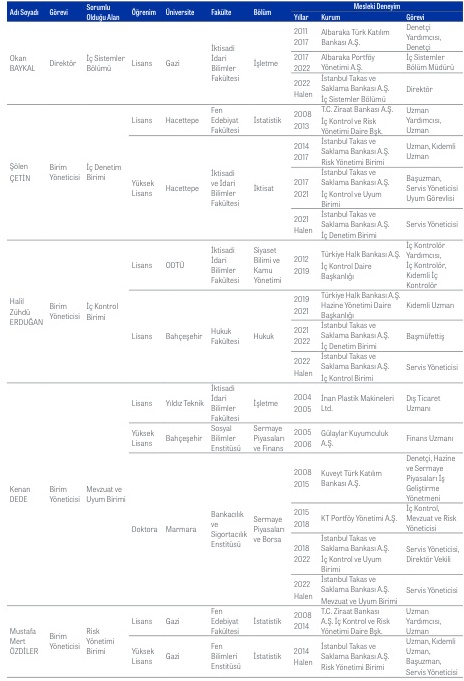 Adı Soyadı Görevi Sorumlu Olduğu Alan Öğrenim Üniversite Fakülte Bölüm Mesleki Deneyim
Yıllar Kurum Görevi
Okan BAYKAL Direktör İç Sistemler Bölümü Lisans Gazi İktisadi İdari Bilimler Fakültesi İşletme
2011 2017 Albaraka Türk Katılım Bankası A.Ş. Denetçi Yardımcısı, Denetçi
2017 2022 Albaraka Portföy Yönetimi A.Ş. İç Sistemler Bölüm Müdürü
2022 Halen İstanbul Takas ve Saklama Bankası A.Ş. İç Sistemler Bölümü Direktör
Şölen ÇETİN Birim Yöneticisi İç Denetim Birimi
Lisans Hacettepe Fen Edebiyat Fakültesi İstatistik
2008 2013 T.C. Ziraat Bankası A.Ş. İç Kontrol ve Risk Yönetimi Daire Bşk. Uzman Yardımcısı, Uzman
Yüksek Lisans Hacettepe İktisadi ve İdari Bilimler Fakültesi İktisat
2014 2017 İstanbul Takas ve Saklama Bankası A.Ş. Risk Yönetimi Birimi Uzman, Kıdemli Uzman
2017 2021 İstanbul Takas ve Saklama Bankası A.Ş. İç Kontrol ve Uyum Birimi Başuzman, Servis Yöneticisi Uyum Görevlisi
2021 Halen İstanbul Takas ve Saklama Bankası A.Ş. İç Denetim Birimi Servis Yöneticisi
Halil Zühdü ERDUĞAN Birim Yöneticisi İç Kontrol Birimi
Lisans ODTÜ İktisadi İdari Bilimler Fakültesi Siyaset Bilimi ve Kamu Yönetimi
2012 2019 Türkiye Halk Bankası A.Ş. İç Kontrol Daire Başkanlığı İç Kontrolör Yardımcısı, İç Kontrolör, Kıdemli İç Kontrolör
Lisans Bahçeşehir Hukuk Fakültesi Hukuk
2019 2021 Türkiye Halk Bankası A.Ş. Hazine Yönetimi Daire Başkanlığı Kıdemli Uzman
2021 2022 İstanbul Takas ve Saklama Bankası A.Ş. İç Denetim Birimi Başmüfettiş
2022 Halen İstanbul Takas ve Saklama Bankası A.Ş. İç Kontrol Birimi Servis Yöneticisi
Kenan DEDE Birim Yöneticisi Mevzuat ve Uyum Birimi
Lisans Yıldız Teknik İktisadi İdari Bilimler Fakültesi İşletme
2004 2005 İnan Plastik Makineleri Ltd. Dış Ticaret Uzmanı
Yüksek Lisans Bahçeşehir Sosyal Bilimler Enstitüsü Sermaye Piyasaları ve Finans
2005 2006 Gülaylar Kuyumculuk A.Ş. Finans Uzmanı
Doktora Marmara Bankacılık ve Sigortacılık Enstitüsü Sermaye Piyasaları ve Borsa
2008 2015 Kuveyt Türk Katılım Bankası A.Ş. Denetçi, Hazine ve Sermaye Piyasaları İş Geliştirme Yönetmeni
2015 2018 KT Portföy Yönetimi A.Ş. İç Kontrol, Mevzuat ve Risk Yöneticisi
2018 2022 İstanbul Takas ve Saklama Bankası A.Ş. İç Kontrol ve Uyum Birimi Servis Yöneticisi, Direktör Vekili
2022 Halen İstanbul Takas ve Saklama Bankası A.Ş. Mevzuat ve Uyum Birimi Servis Yöneticisi
Mustafa Mert ÖZDİLER Birim Yöneticisi Risk Yönetimi Birimi
Lisans Gazi Fen Edebiyat Fakültesi İstatistik
2008 2014 T.C. Ziraat Bankası A.Ş. İç Kontrol ve Risk Yönetimi Daire Bşk. Uzman Yardımcısı, Uzman
Yüksek Lisans Gazi Fen Bilimleri Enstitüsü İstatistik
2014 Halen İstanbul Takas ve Saklama Bankası A.Ş. Risk Yönetimi Birimi Uzman, Kıdemli Uzman, Başuzman, Servis Yöneticisi